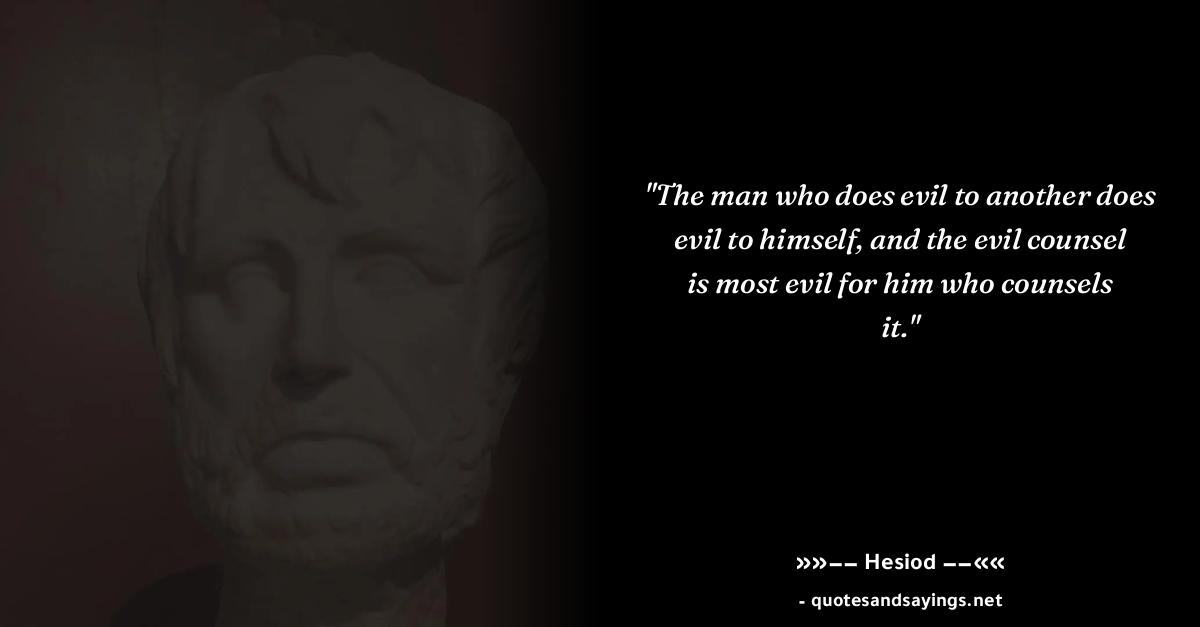 "The man who does evil to another does
evil to himself, and the evil counsel
is most evil for him who counsels
it."
»»—— Hesiod ——««
- quotesandsayings.net